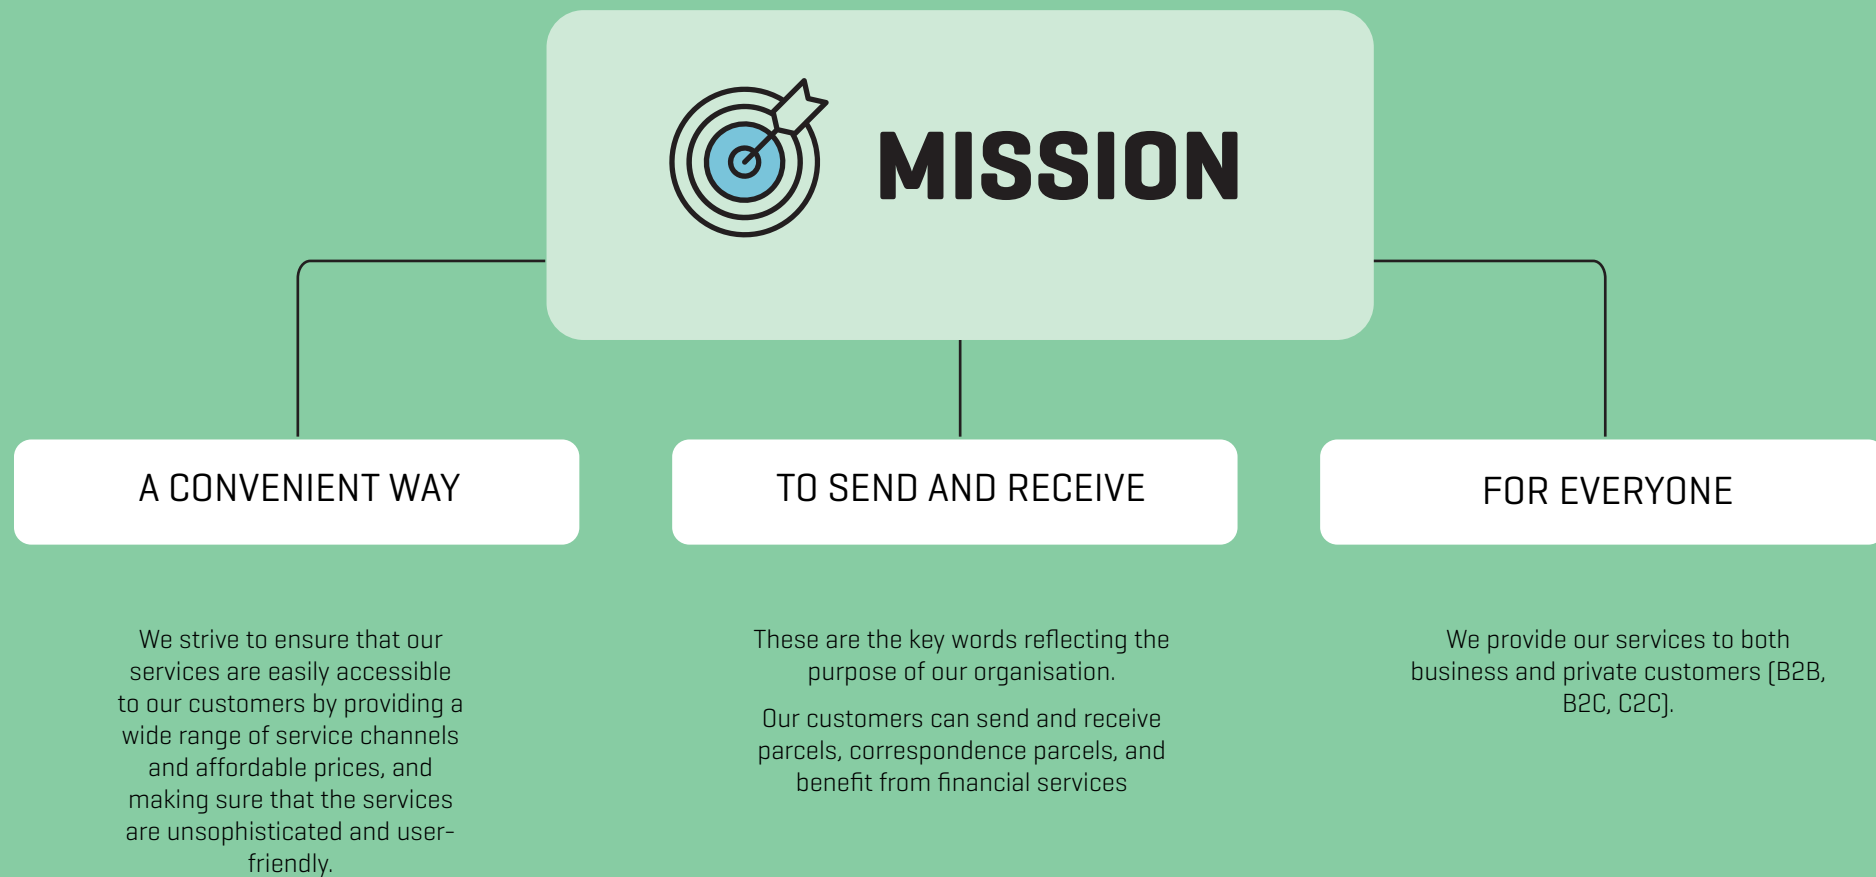 MISSION
A CONVENIENT WAY
We strive to ensure that our
services are easily accessible
to our customers by providing a
wide range of service channels
and affordable prices, and
making sure that the services
are unsophisticated and user-
friendly.
TO SEND AND RECEIVE
These are the key words reflecting the
purpose of our organisation.
Our customers can send and receive
parcels, correspondence parcels, and
benefit from financial services
FOR EVERYONE
We provide our services to both
business and private customers (B2B,
B2C, C2C).